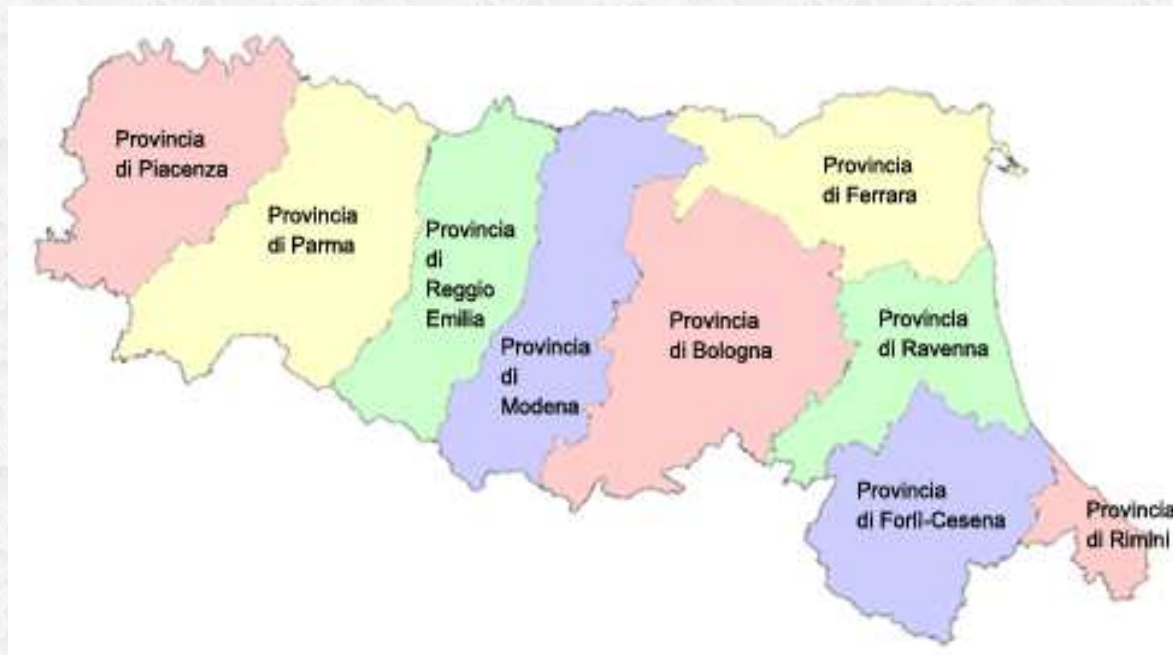 Provincia
di Piacenza
Provincia
di Parma
Provincia
di
Reggio
Emilia
Provincia
di
Modena
Provincia
di Bologna
Provincia
di Ferrara
Provincia
di Ravenna
Provincia
di Forlì-Cesena
Provincia
di Rimini